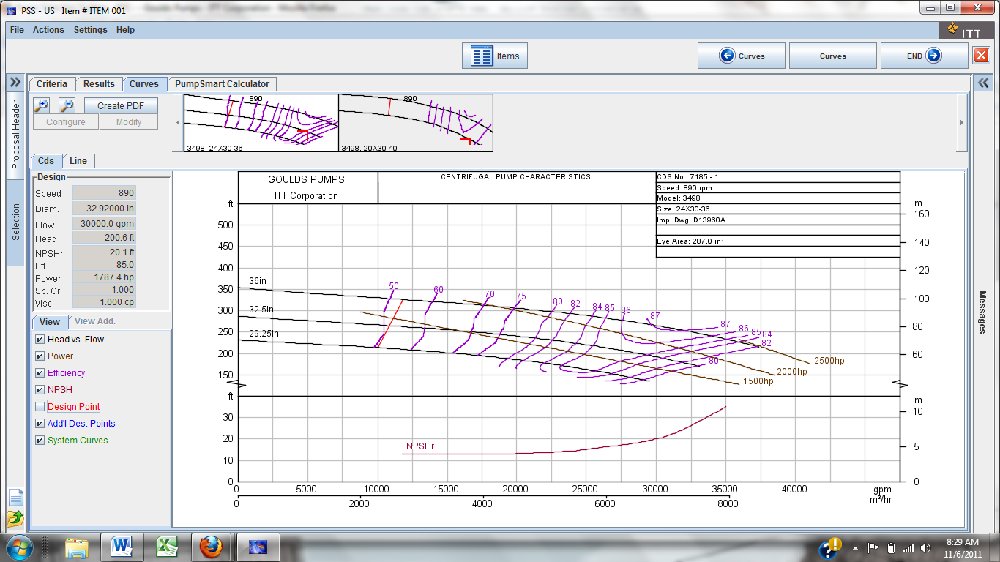 PSS - US Item # ITEM 001
File Actions Settings Help
ITT
Items
Curves
Curves
END
Proposal Header
Selection
Messages
Criteria
Results
Curves
PumpSmart Calculator
Create PDF
Configure
Modify
890
3498, 24X30-36
890
3498, 20X30-40
Cds
Line
Design
Speed 890
Diam. 32.92000 in
Flow 30000.0 gpm
Head 200.6 ft
NPSHr 20.1 ft
Eff. 85.0
Power 1787.4 hp
Sp. Gr. 1.000
Visc. 1.000 cp
View
View Add.
Head vs. Flow
Power
Efficiency
NPSH
Design Point
Add'l Des. Points
System Curves
GOULDS PUMPS
ITT Corporation
CENTRIFUGAL PUMP CHARACTERISTICS
CDS No.: 7185 - 1
Speed: 890 rpm
Model: 3498
Size: 24X30-36
Imp. Dwg: D13960A
Eye Area: 287.0 in²
ft
500
450
400
350
300
250
200
150
ft
30
20
10
0
m
160
140
120
100
80
60
m
10
5
0
36in
32.5in
29.25in
50
60
70
75
80
82
84
85
86
87
87
86
85
84
82
80
2500hp
2000hp
1500hp
NPSHr
0 5000 10000 15000 20000 25000 30000 35000 40000 gpm
0 2000 4000 6000 8000 m³/hr
8:29 AM
11/6/2011